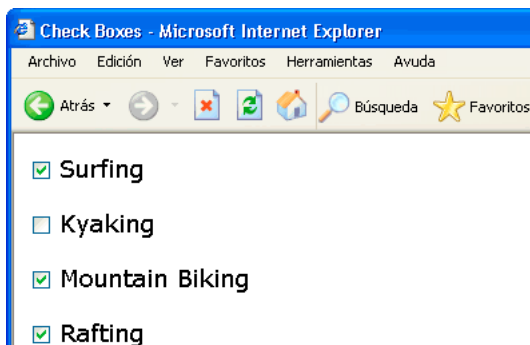 Check Boxes - Microsoft Internet Explorer
Archivo Edición Ver Favoritos Herramientas Ayuda
Atrás Búsqueda Favoritos
Surfing
Kyaking
Mountain Biking
Rafting